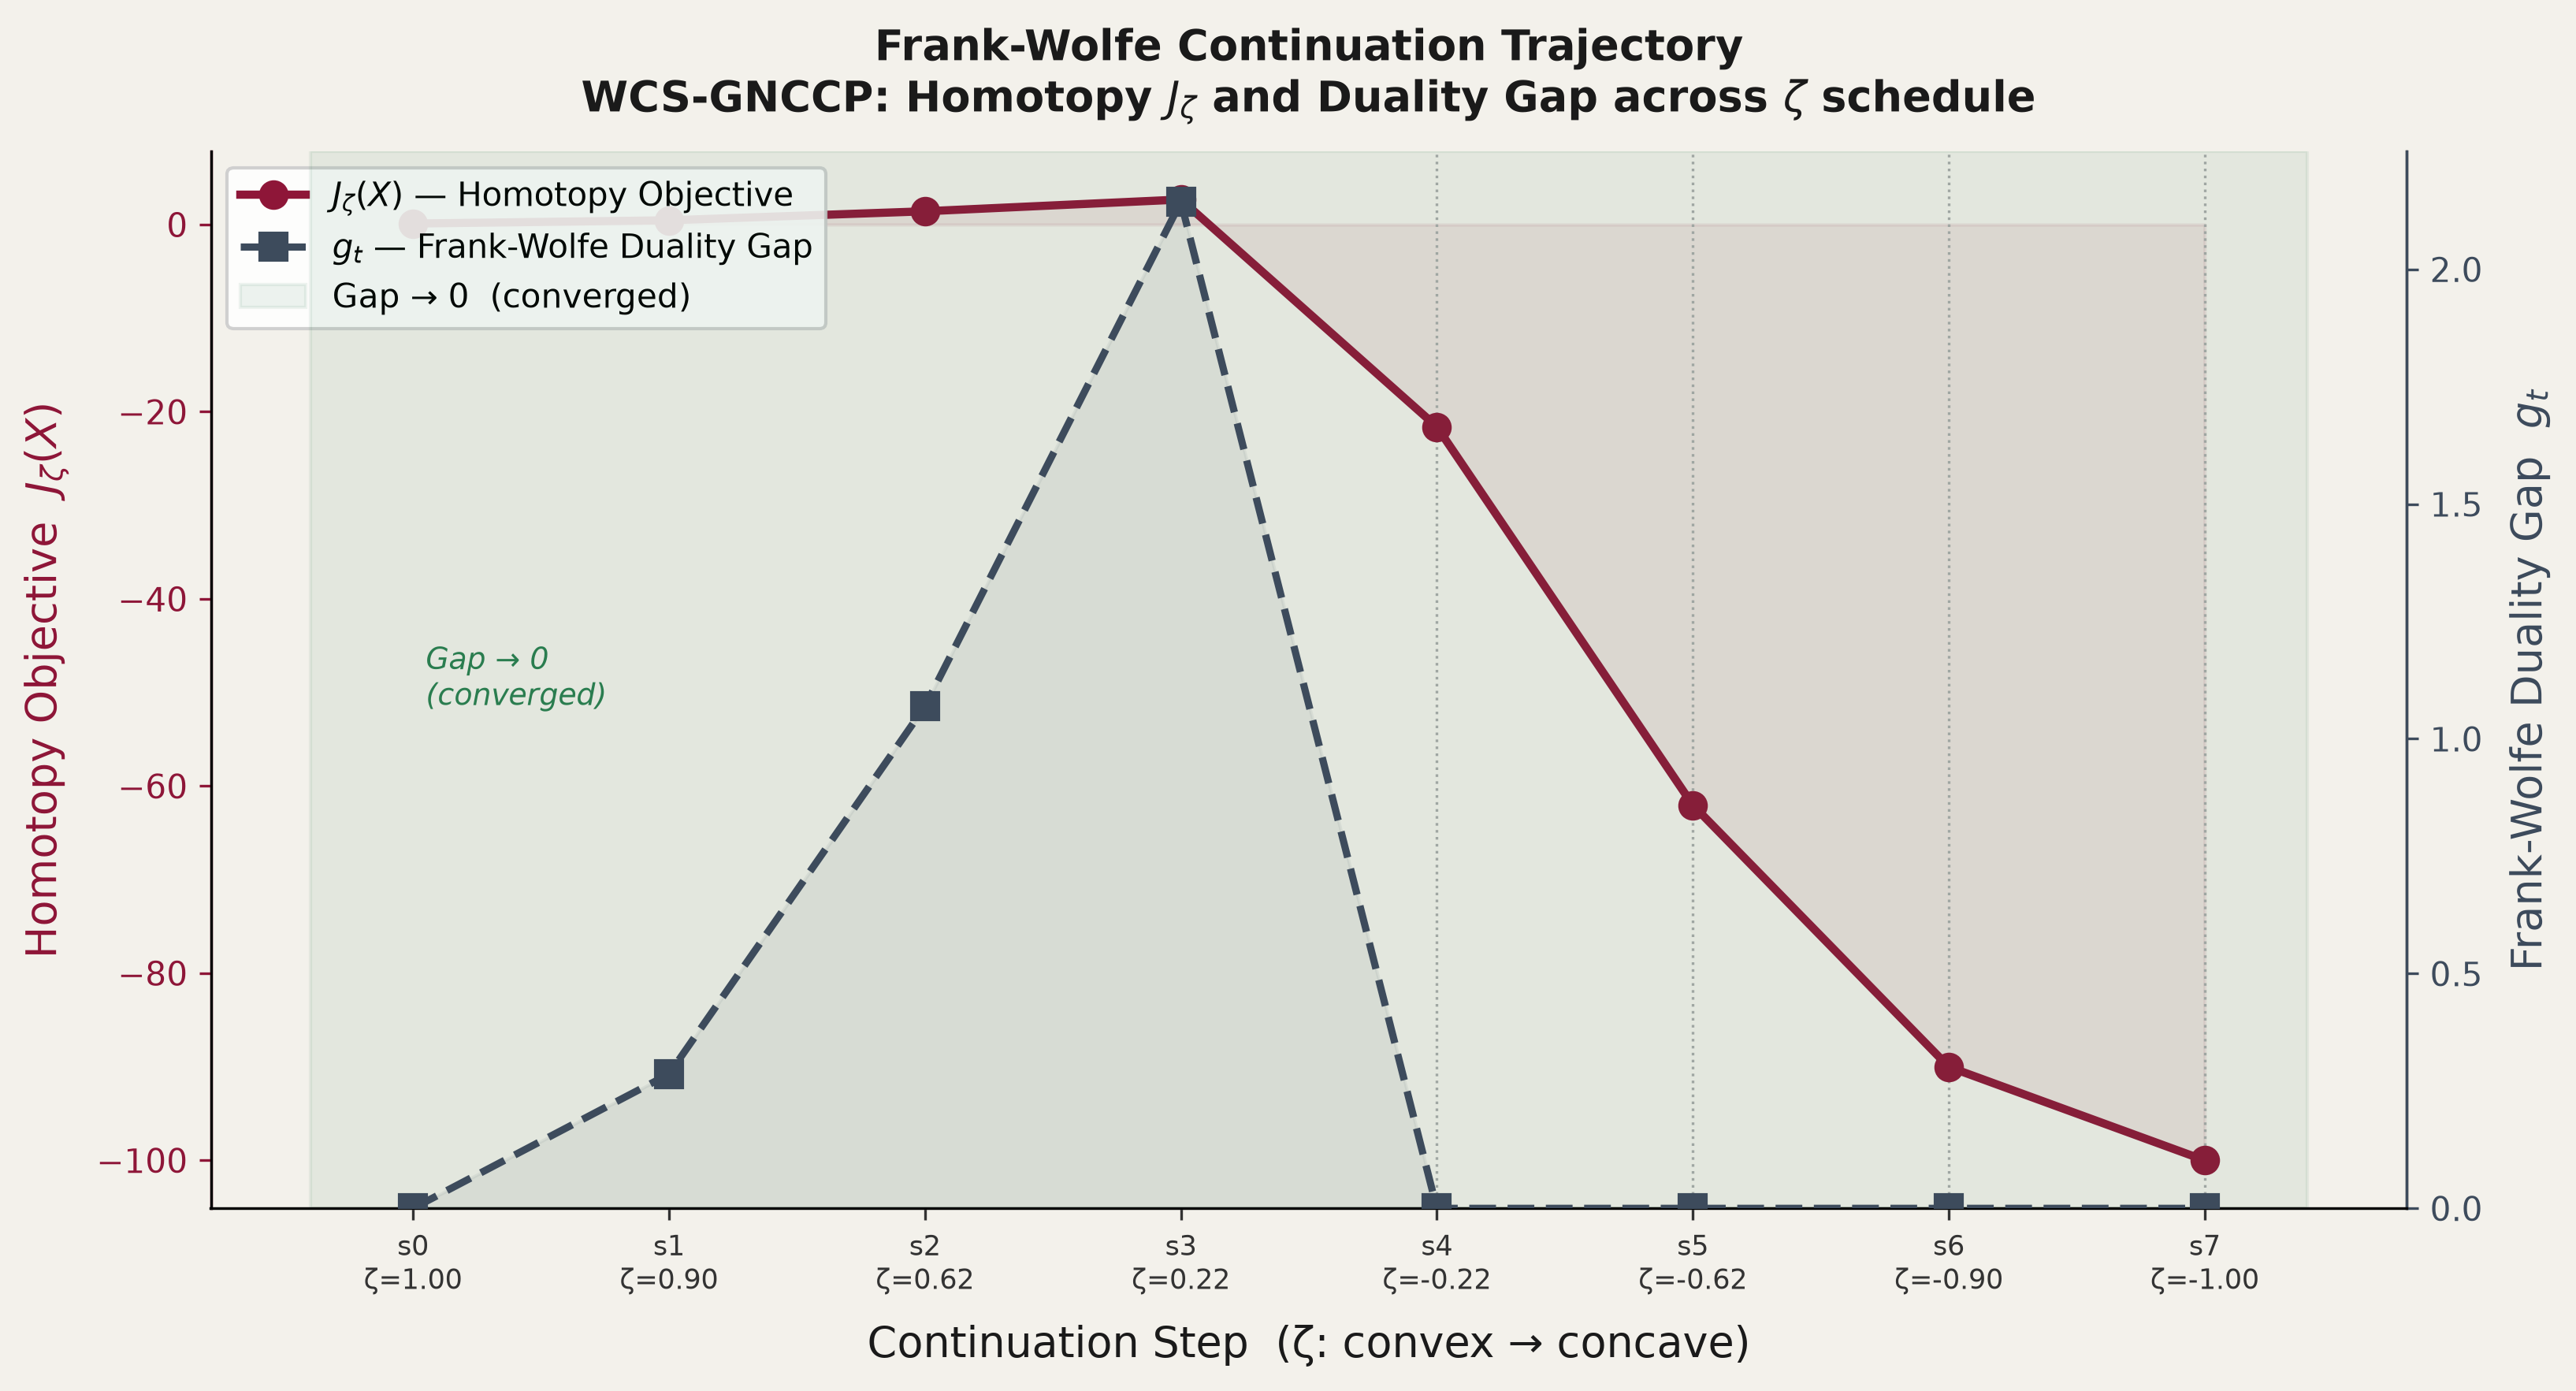 Frank-Wolfe Continuation Trajectory
WCS-GNCCP: Homotopy Jζ and Duality Gap across ζ schedule
Jζ(X) — Homotopy Objective
gt — Frank-Wolfe Duality Gap
Gap → 0 (converged)
Homotopy Objective Jζ(X)
0
−20
−40
−60
−80
−100
Gap → 0
(converged)
2.0
1.5
1.0
0.5
0.0
Frank-Wolfe Duality Gap gt
s0 s1 s2 s3 s4 s5 s6 s7
ζ=1.00 ζ=0.90 ζ=0.62 ζ=0.22 ζ=-0.22 ζ=-0.62 ζ=-0.90 ζ=-1.00
Continuation Step (ζ: convex → concave)